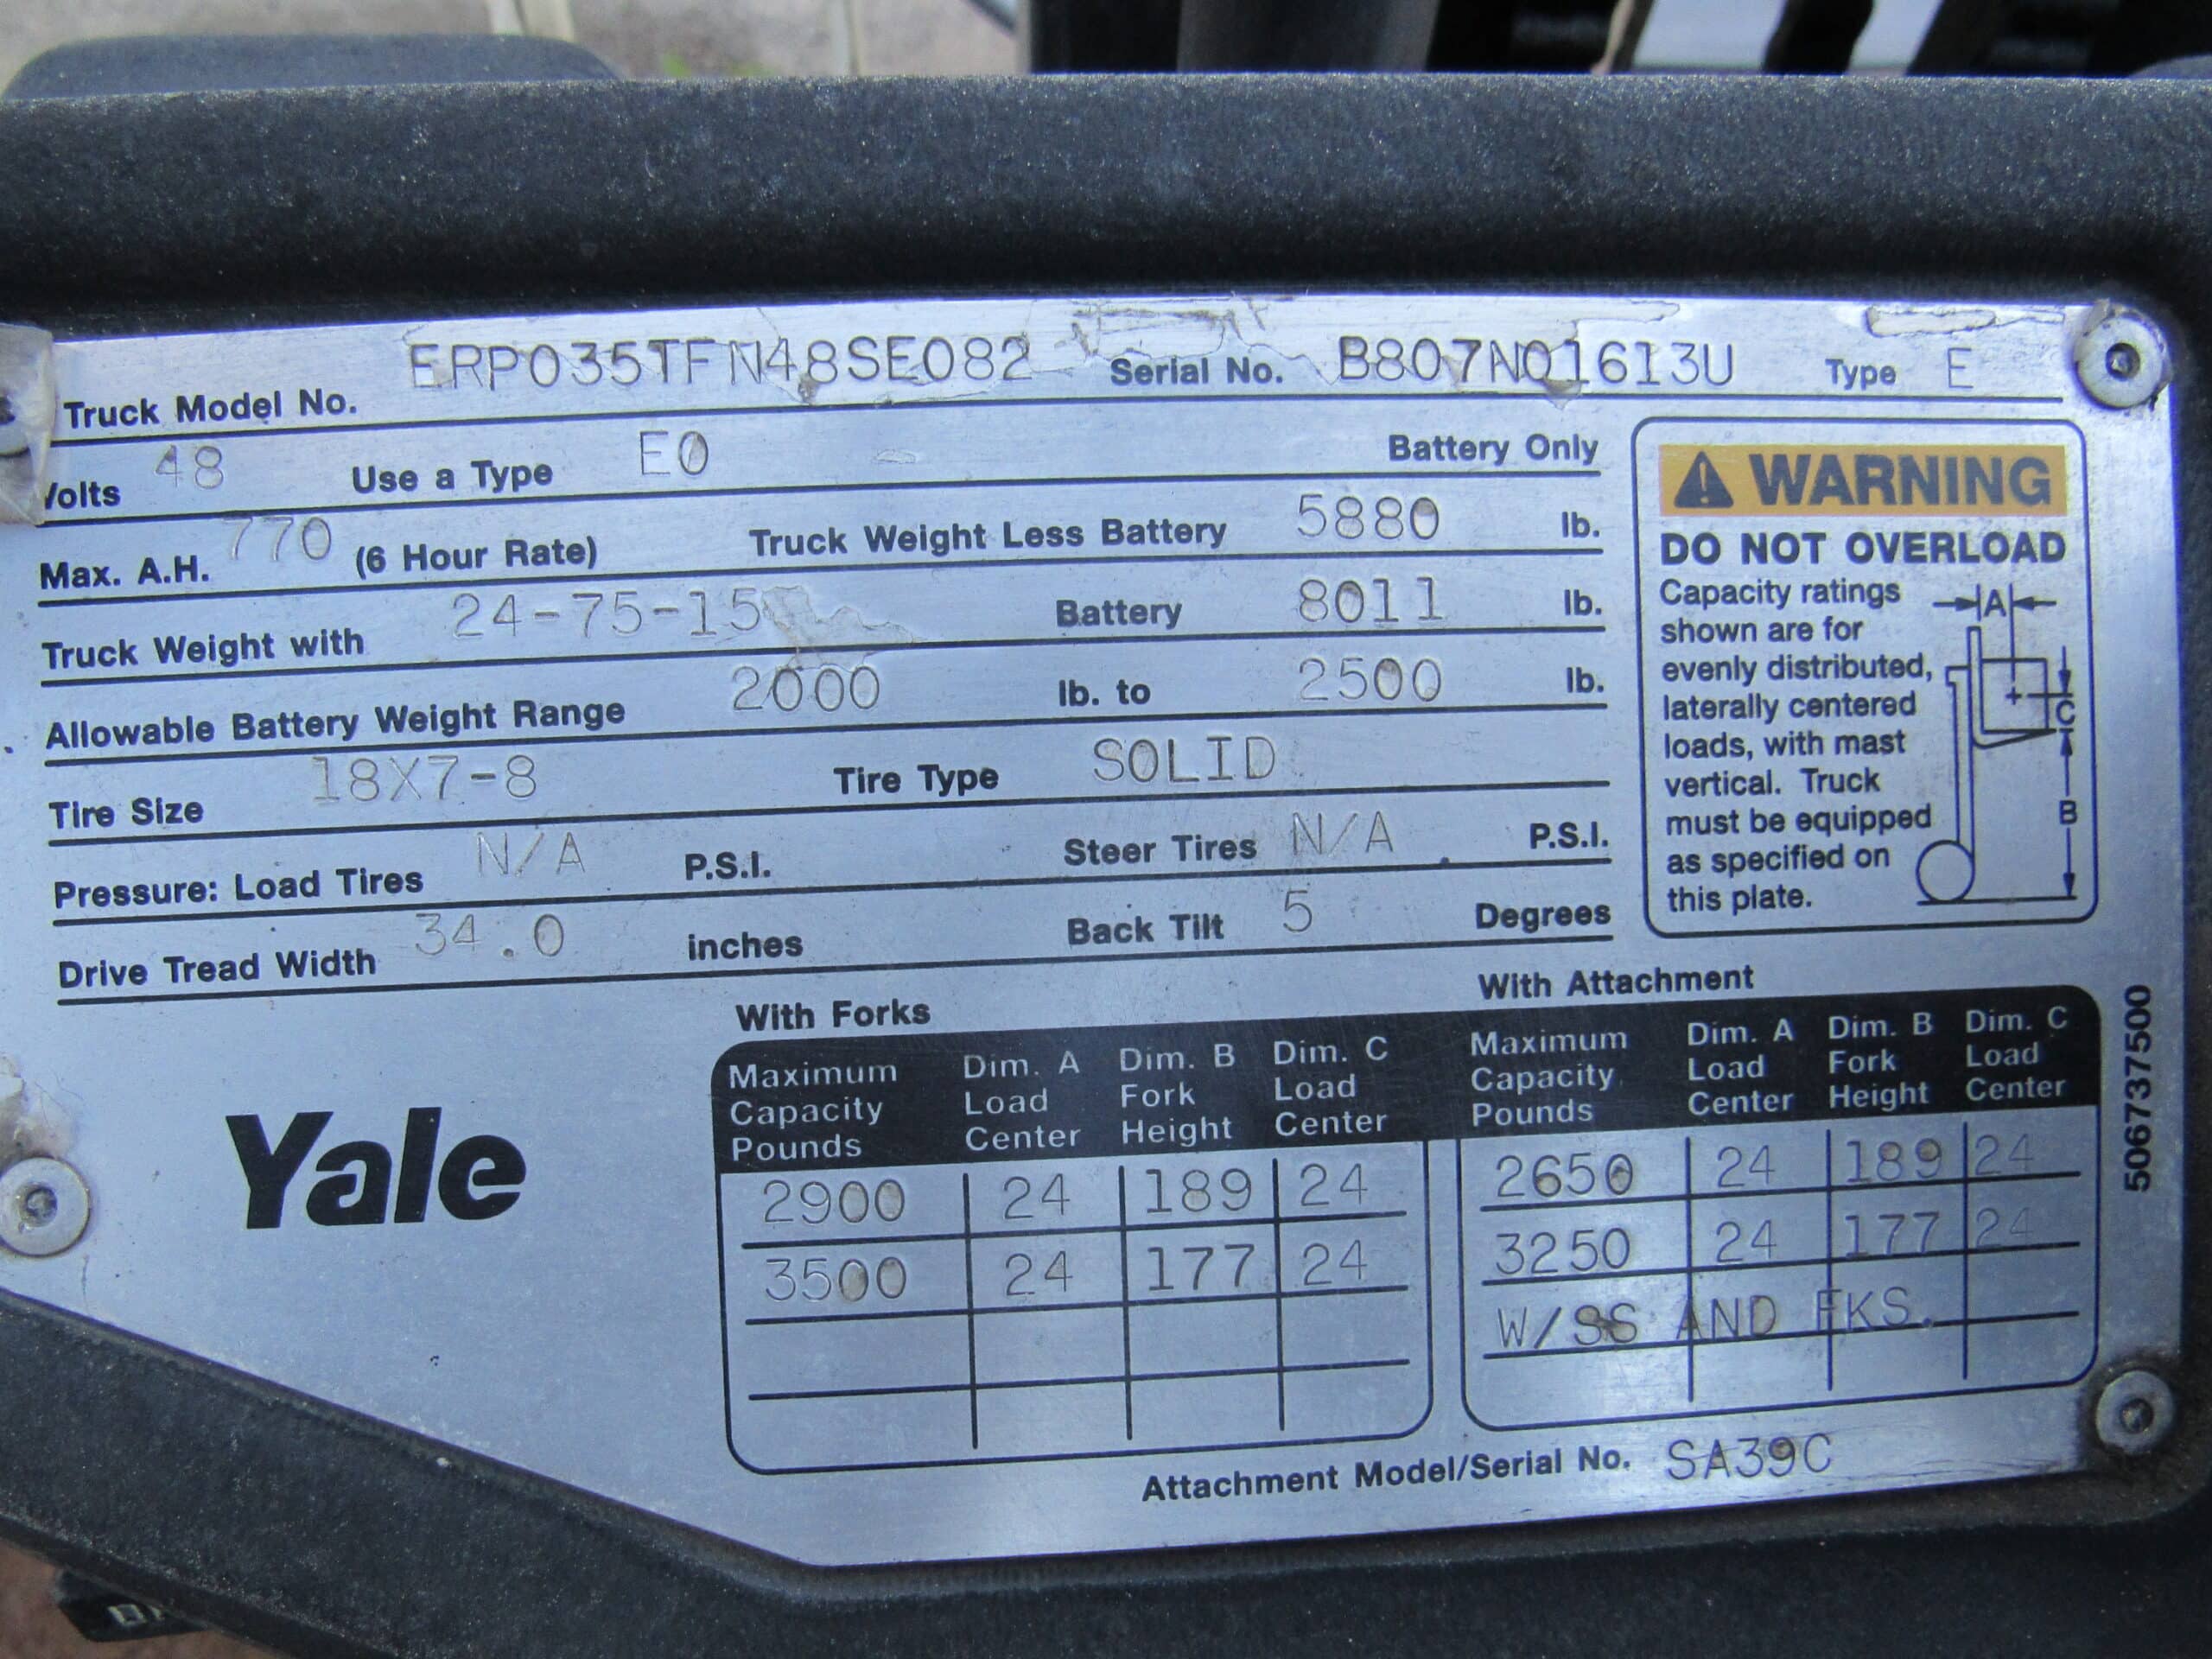 Truck Model No. ERP035TFN48SE082 Serial No. B807N01613U Type E
Volts 48 Use a Type E0 Battery Only
Max. A.H. 770 (6 Hour Rate) Truck Weight Less Battery 5880 lb.
Truck Weight with 24-75-15 Battery 8011 lb.
Allowable Battery Weight Range 2000 lb. to 2500 lb.
Tire Size 18X7-8 Tire Type SOLID
Pressure: Load Tires N/A P.S.I. Steer Tires N/A P.S.I.
Drive Tread Width 34.0 inches Back Tilt 5 Degrees
WARNING
DO NOT OVERLOAD
Capacity ratings
shown are for
evenly distributed,
laterally centered
loads, with mast
vertical. Truck
must be equipped
as specified on
this plate.
A
C
B
Yale
With Forks
Maximum Capacity Pounds Dim. A Load Center Dim. B Fork Height Dim. C Load Center
2900 24 189 24
3500 24 177 24
With Attachment
Maximum Capacity Pounds Dim. A Load Center Dim. B Fork Height Dim. C Load Center
2650 24 189 24
3250 24 177 24
W/SS AND FKS.
Attachment Model/Serial No. SA39C
506737500